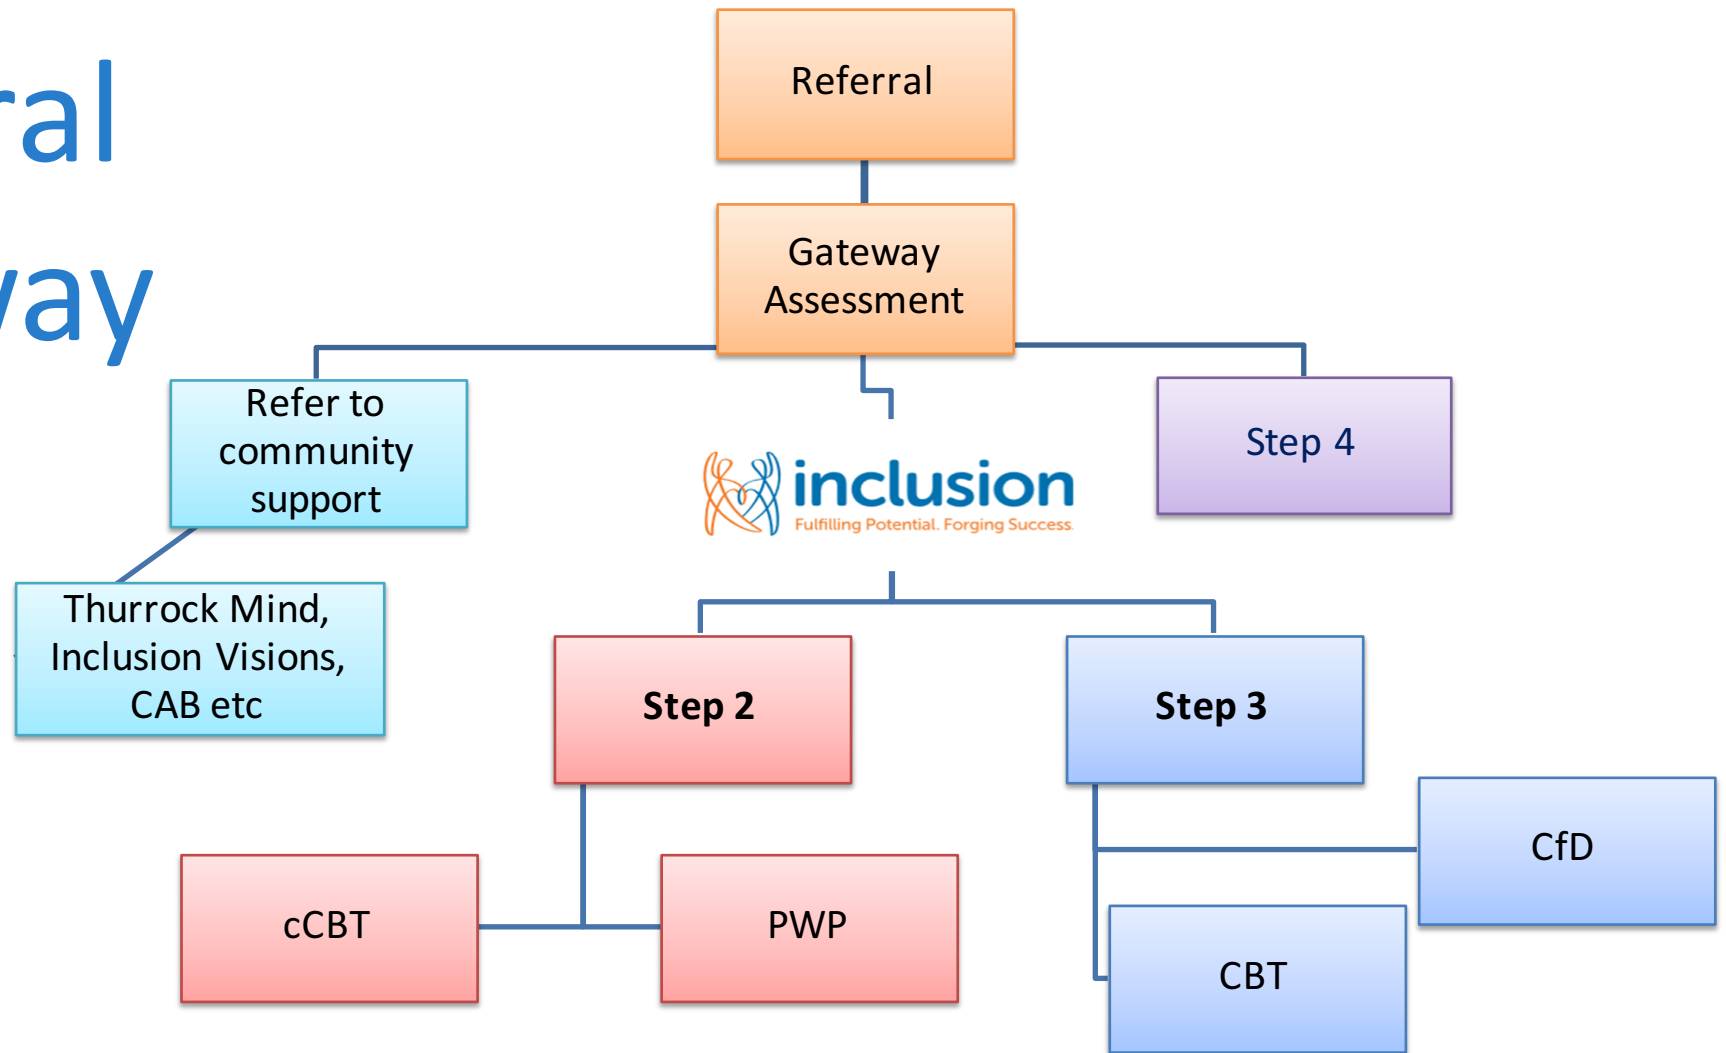 ral
way
Referral
Gateway
Assessment
Refer to
community
support
inclusion
Fulfilling Potential. Forging Success.
Step 4
Thurrock Mind,
Inclusion Visions,
CAB etc
Step 2
Step 3
cCBT
PWP
CfD
CBT